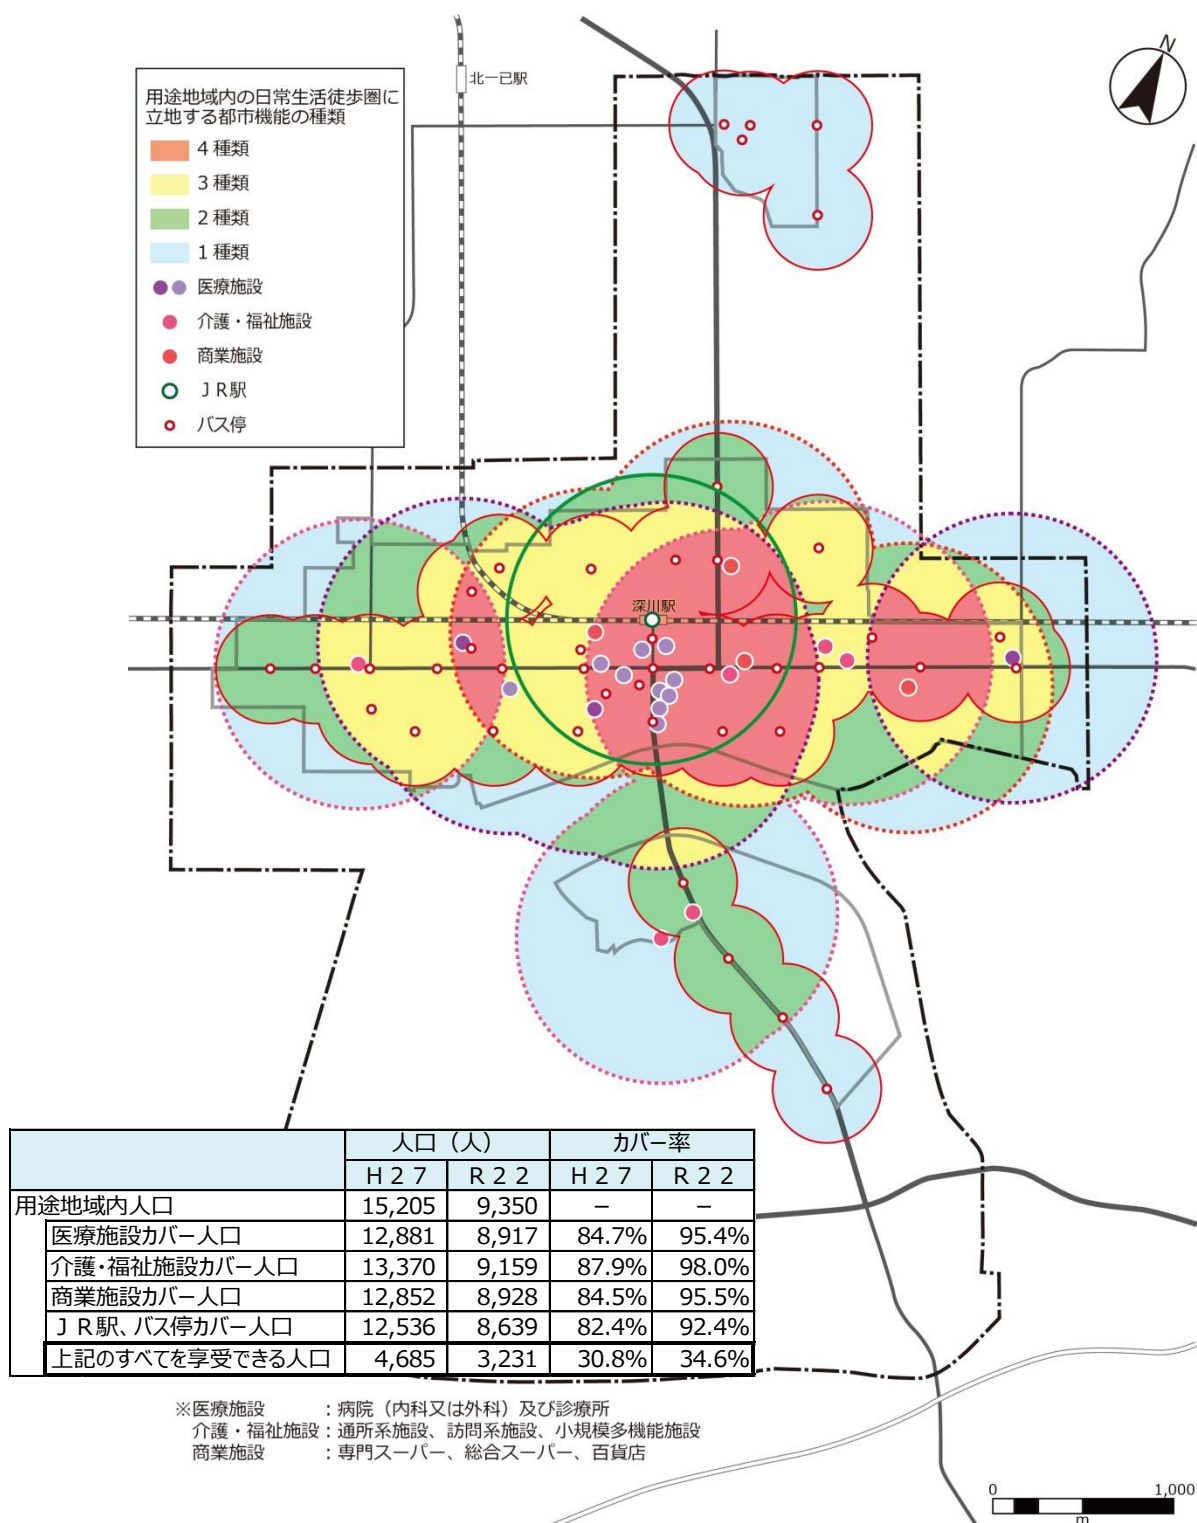 N
北一已駅
用途地域内の日常生活徒歩圏に
立地する都市機能の種類
4 種類
3 種類
2 種類
1 種類
医療施設
介護・福祉施設
商業施設
ＪＲ駅
バス停
深川駅
人口（人） カバー率
Ｈ２７ Ｒ２２ Ｈ２７ Ｒ２２
用途地域内人口 15,205 9,350 － －
医療施設カバー人口 12,881 8,917 84.7% 95.4%
介護・福祉施設カバー人口 13,370 9,159 87.9% 98.0%
商業施設カバー人口 12,852 8,928 84.5% 95.5%
ＪＲ駅、バス停カバー人口 12,536 8,639 82.4% 92.4%
上記のすべてを享受できる人口 4,685 3,231 30.8% 34.6%
※医療施設 ：病院（内科又は外科）及び診療所
介護・福祉施設：通所系施設、訪問系施設、小規模多機能施設
商業施設 ：専門スーパー、総合スーパー、百貨店
0 1,000
m